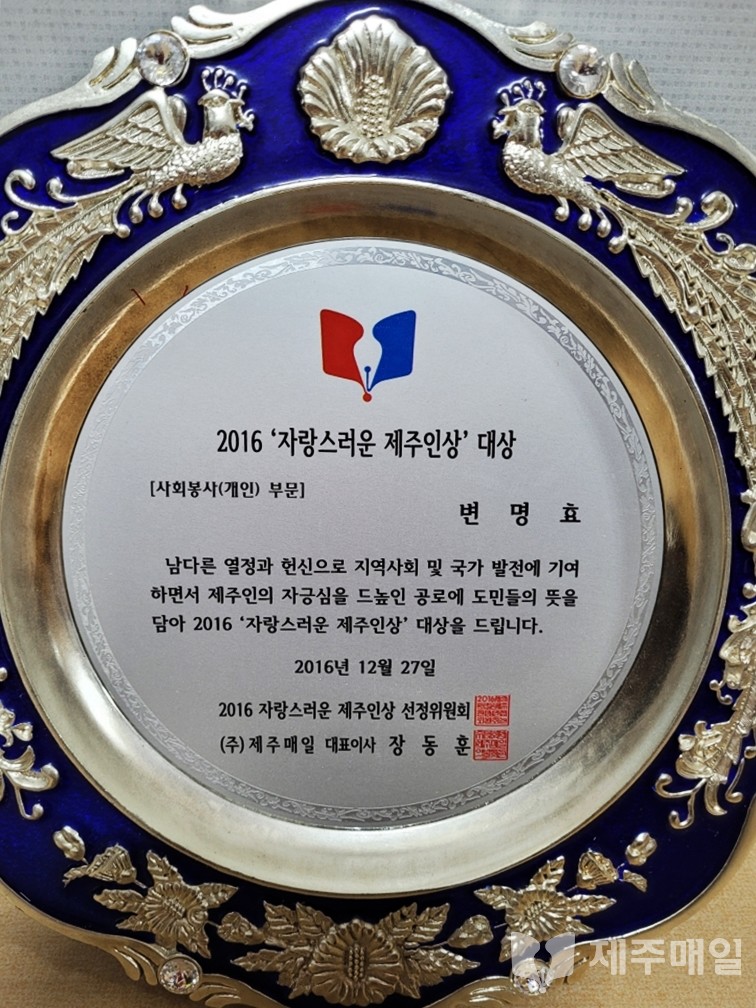 2016 ‘자랑스러운 제주인상’ 대상
[사회봉사(개인) 부문]
변 명 효
남다른 열정과 헌신으로 지역사회 및 국가 발전에 기여
하면서 제주인의 자긍심을 드높인 공로에 도민들의 뜻을
담아 2016 ‘자랑스러운 제주인상’ 대상을 드립니다.
2016년 12월 27일
2016 자랑스러운 제주인상 선정위원회
(주)제주매일 대표이사 장 동 훈
제주매일